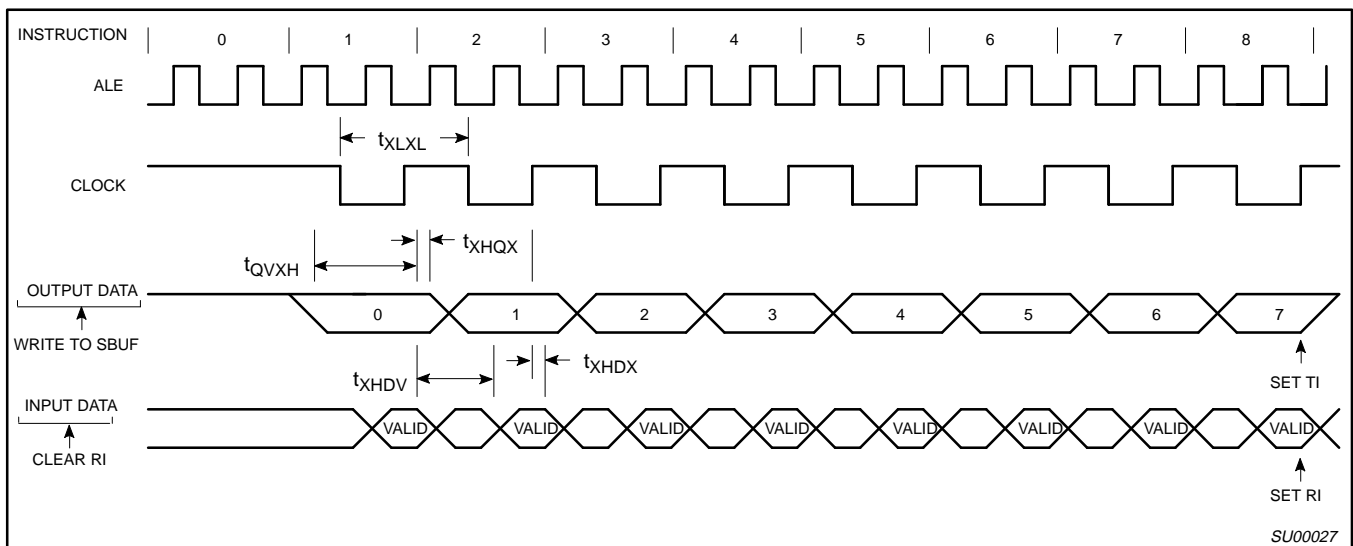 INSTRUCTION 0 1 2 3 4 5 6 7 8
ALE
tXLXL
CLOCK
tXHQX
tQVXH
OUTPUT DATA
0 1 2 3 4 5 6 7
WRITE TO SBUF
tXHDX
tXHDV
SET TI
INPUT DATA
VALID VALID VALID VALID VALID VALID VALID VALID
CLEAR RI
SET RI
SU00027